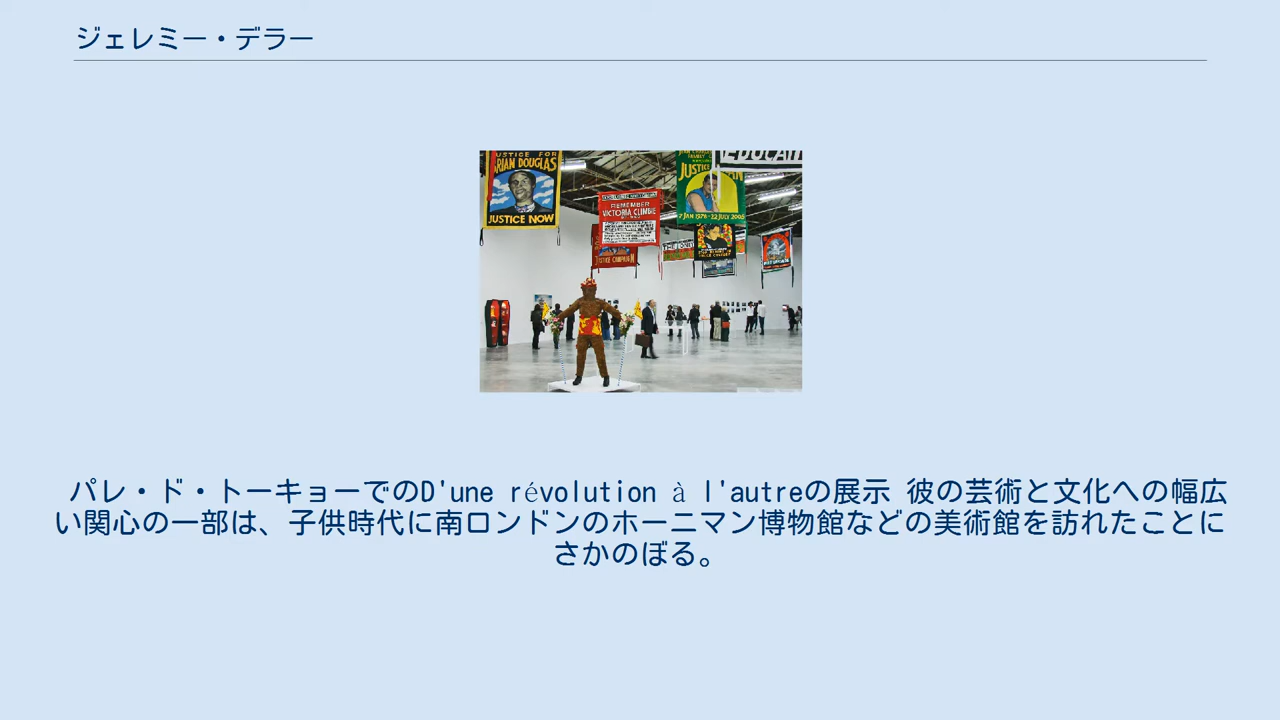 ジェレミー・デラー
JUSTICE FOR
BRIAN DOUGLAS
JUSTICE NOW
REMEMBER
VICTORIA CLIMBIE
JUSTICE CAMPAIGN
JUSTICE
7 JAN 1978 - 22 JULY 2005
EDUCATI
パレ・ド・トーキョーでのD'une révolution à l'autreの展示 彼の芸術と文化への幅広
い関心の一部は、子供時代に南ロンドンのホーニマン博物館などの美術館を訪れたことに
さかのぼる。